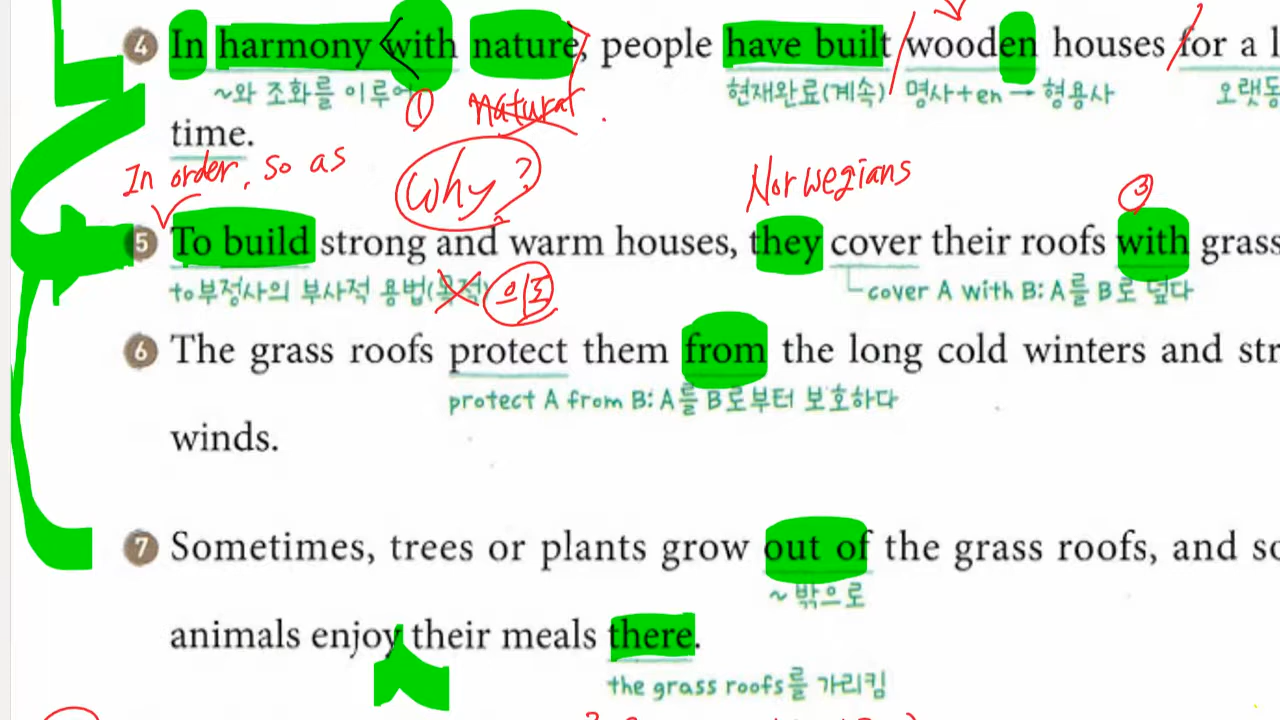 ④ In harmony with nature, people have built wooden houses for a l
~와 조화를 이루어 현재완료(계속) 명사+en → 형용사 오랫동
① natural
time.
In order, so as Why? Norwegians ③
⑤ To build strong and warm houses, they cover their roofs with grass
to부정사의 부사적 용법(목적) 의도 cover A with B: A를 B로 덮다
⑥ The grass roofs protect them from the long cold winters and str
protect A from B: A를 B로부터 보호하다
winds.
⑦ Sometimes, trees or plants grow out of the grass roofs, and so
~ 밖으로
animals enjoy their meals there.
the grass roofs를 가리킴